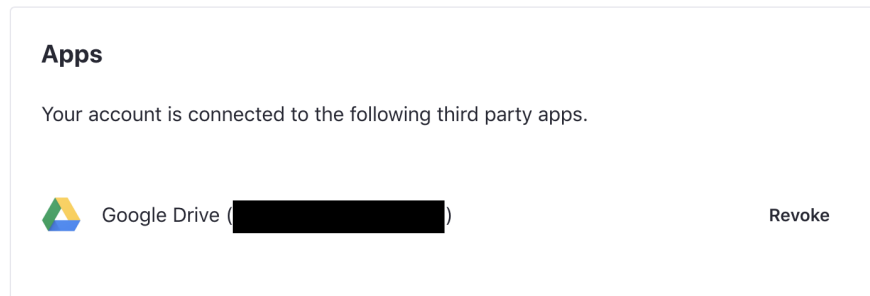 Apps
Your account is connected to the following third party apps.
Google Drive ( ) Revoke